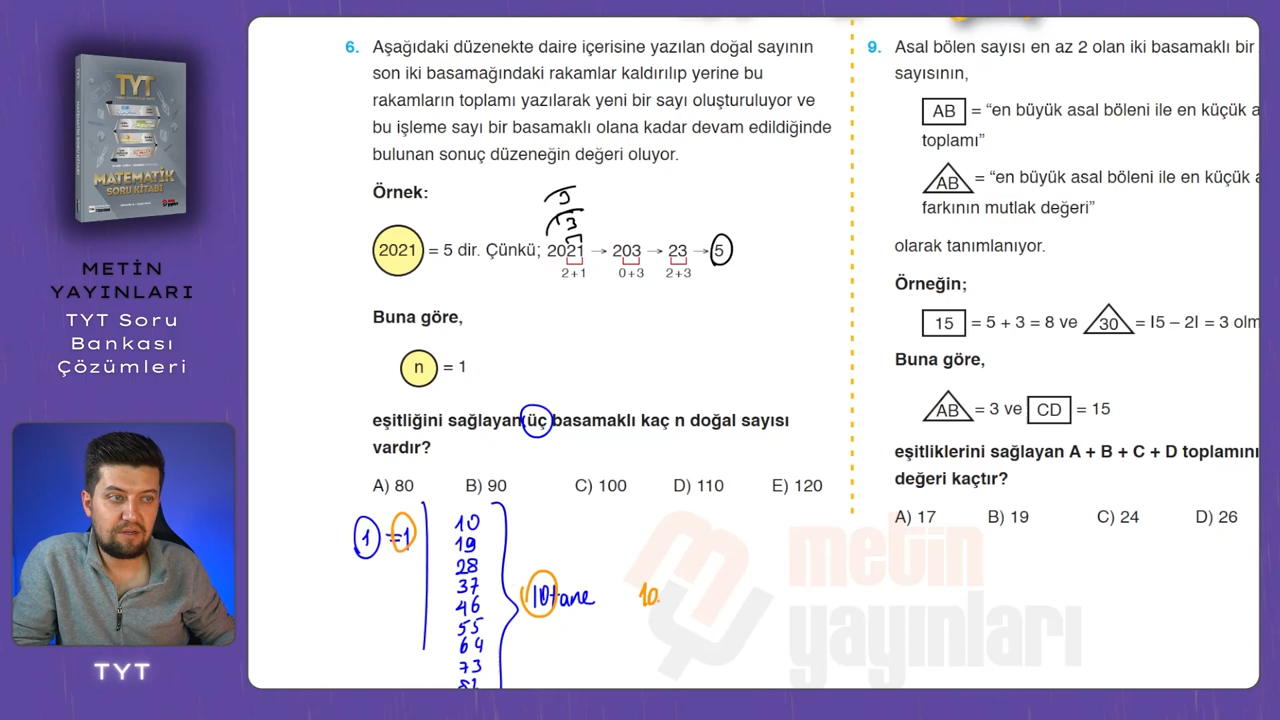 TYT
MATEMATİK
SORU KİTABI
METİN
YAYINLARI
TYT Soru
Bankası
Çözümleri
TYT
6. Aşağıdaki düzenekte daire içerisine yazılan doğal sayının
son iki basamağındaki rakamlar kaldırılıp yerine bu
rakamların toplamı yazılarak yeni bir sayı oluşturuluyor ve
bu işleme sayı bir basamaklı olana kadar devam edildiğinde
bulunan sonuç düzeneğin değeri oluyor.
Örnek:
2021 = 5 dir. Çünkü; 2021 → 203 → 23 → 5
2+1 0+3 2+3
Buna göre,
n = 1
eşitliğini sağlayan üç basamaklı kaç n doğal sayısı
vardır?
A) 80 B) 90 C) 100 D) 110 E) 120
1 = 1
10
19
28
37
46
55
64
73
10 tane
10.
9. Asal bölen sayısı en az 2 olan iki basamaklı bir
sayısının,
AB = “en büyük asal böleni ile en küçük a
toplamı”
AB = “en büyük asal böleni ile en küçük a
farkının mutlak değeri”
olarak tanımlanıyor.
Örneğin;
15 = 5 + 3 = 8 ve 30 = I5 – 2I = 3 olm
Buna göre,
AB = 3 ve CD = 15
eşitliklerini sağlayan A + B + C + D toplamını
değeri kaçtır?
A) 17 B) 19 C) 24 D) 26
metin
yayınları